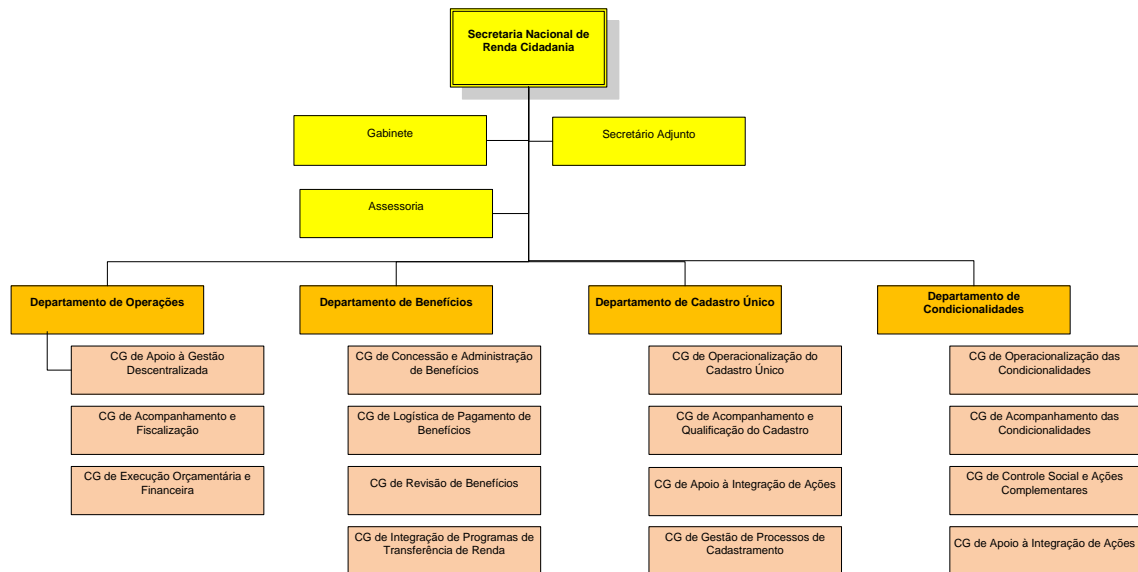 Secretaria Nacional de
Renda Cidadania
Gabinete
Secretário Adjunto
Assessoria
Departamento de Operações
Departamento de Benefícios
Departamento de Cadastro Único
Departamento de
Condicionalidades
CG de Apoio à Gestão
Descentralizada
CG de Acompanhamento e
Fiscalização
CG de Execução Orçamentária e
Financeira
CG de Concessão e Administração
de Benefícios
CG de Logística de Pagamento de
Benefícios
CG de Revisão de Benefícios
CG de Integração de Programas de
Transferência de Renda
CG de Operacionalização do
Cadastro Único
CG de Acompanhamento e
Qualificação do Cadastro
CG de Apoio à Integração de Ações
CG de Gestão de Processos de
Cadastramento
CG de Operacionalização das
Condicionalidades
CG de Acompanhamento das
Condicionalidades
CG de Controle Social e Ações
Complementares
CG de Apoio à Integração de Ações